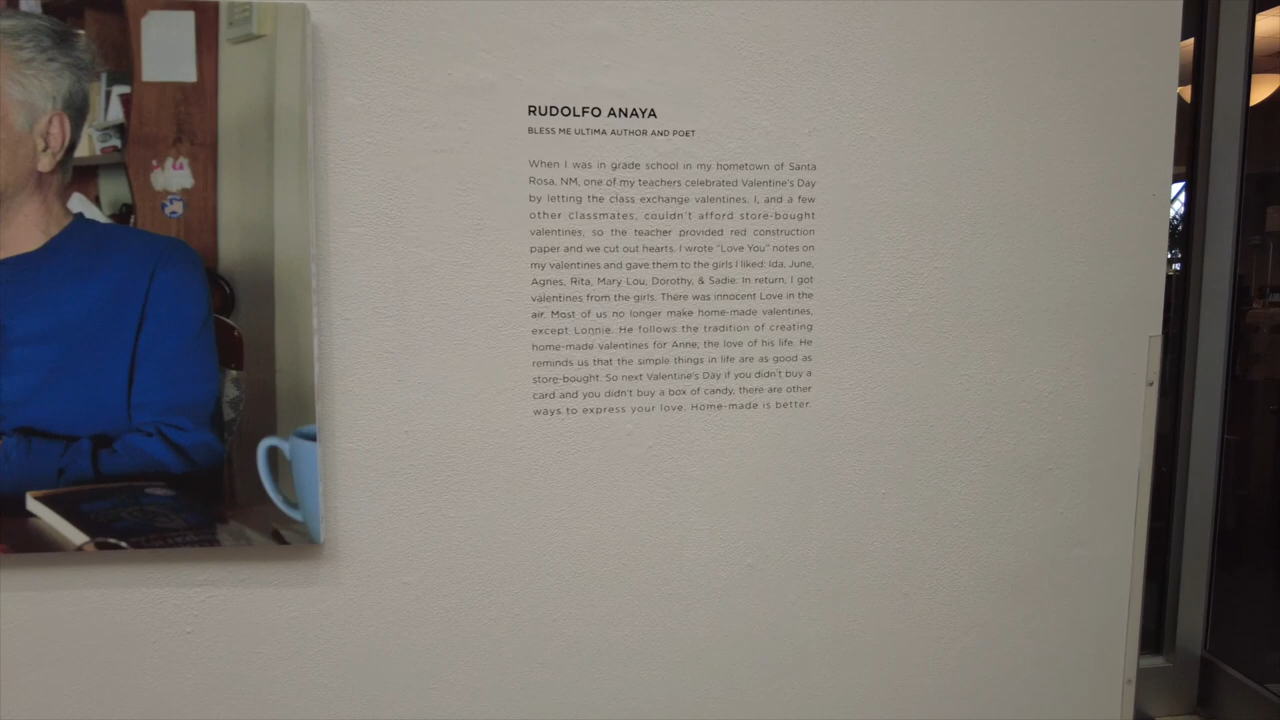 RUDOLFO ANAYA
BLESS ME ULTIMA AUTHOR AND POET
When I was in grade school in my hometown of Santa
Rosa, NM, one of my teachers celebrated Valentine's Day
by letting the class exchange valentines. I, and a few
other classmates, couldn't afford store-bought
valentines, so the teacher provided red construction
paper and we cut out hearts. I wrote "Love You" notes on
my valentines and gave them to the girls I liked: Ida, June,
Agnes, Rita, Mary Lou, Dorothy, & Sadie. In return, I got
valentines from the girls. There was innocent Love in the
air. Most of us no longer make home-made valentines,
except Lonnie. He follows the tradition of creating
home-made valentines for Anne, the love of his life. He
reminds us that the simple things in life are as good as
store-bought. So next Valentine's Day if you didn't buy a
card and you didn't buy a box of candy, there are other
ways to express your love. Home-made is better.